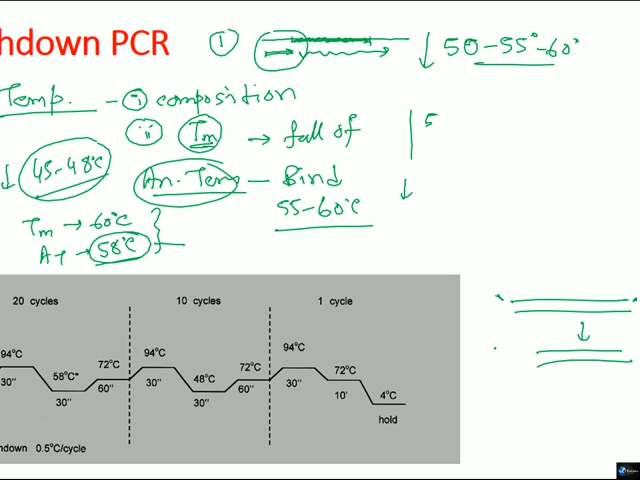 hdown PCR
① 50-55°-60°
Temp. - ① composition
ii Tm → fall of 5
45-48°C An. Temp - Bind
55-60°C
Tm → 60°C
AT → 58°C
20 cycles 10 cycles 1 cycle
94°C 94°C 94°C
72°C 72°C 72°C
58°C* 48°C 4°C
30" 60" 30" 60" 30" 10'
30" 30" hold
hdown 0.5°C/cycle